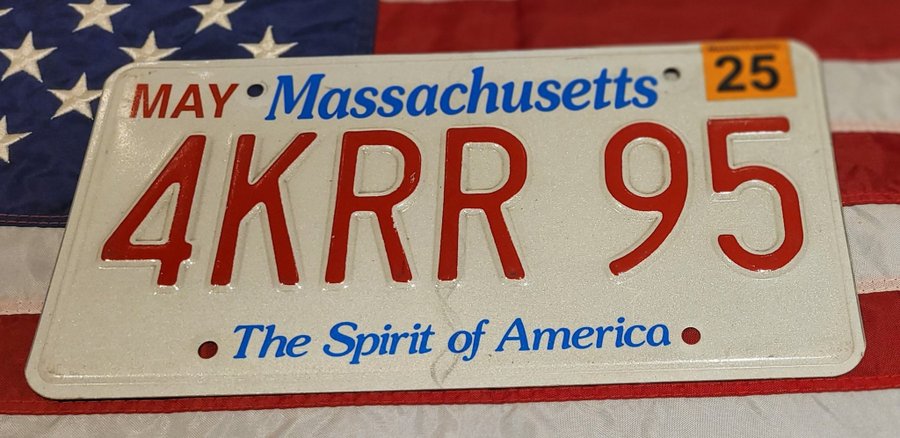 MAY Massachusetts 25
4KRR 95
The Spirit of America